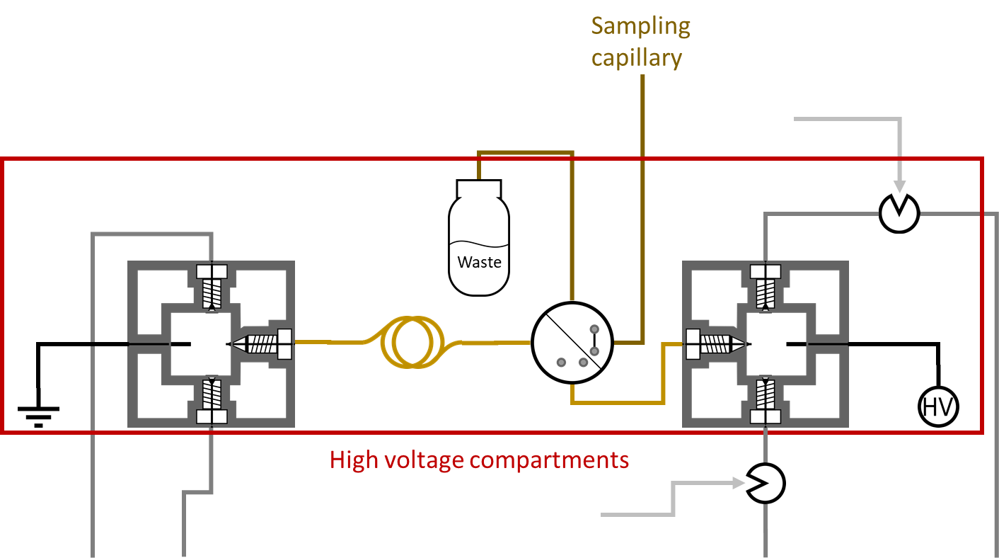 Sampling
capillary
Waste
HV
High voltage compartments